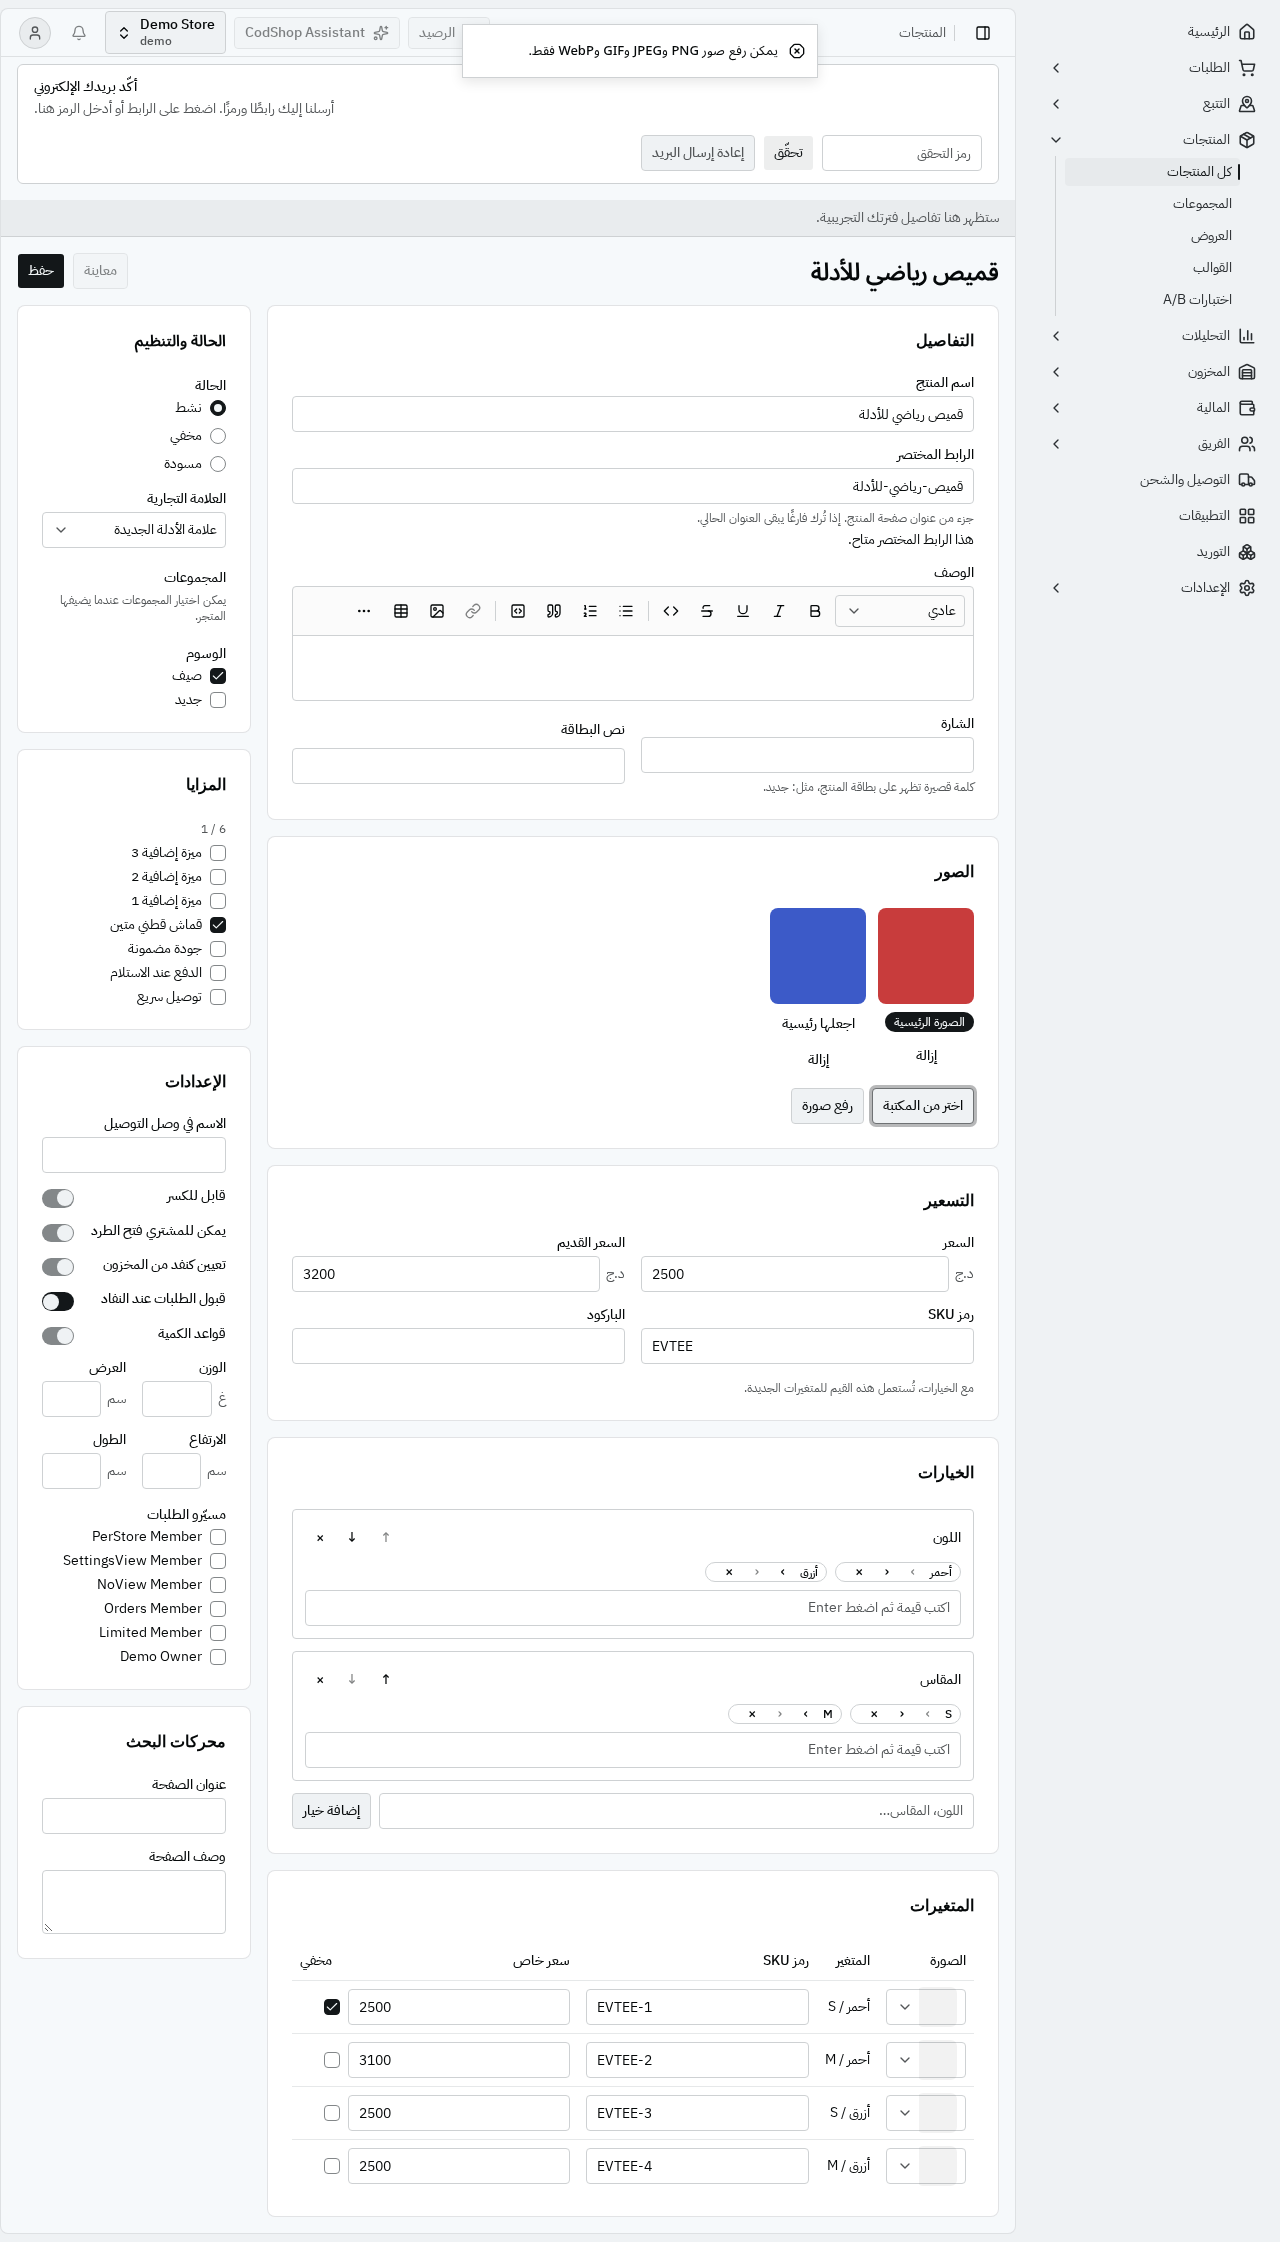 الرئيسية
الطلبات
التتبع
المنتجات
كل المنتجات
المجموعات
العروض
القوالب
اختبارات A/B
التحليلات
المخزون
المالية
الفريق
التوصيل والشحن
التطبيقات
التوريد
الإعدادات
المنتجات
يمكن رفع صور PNG وJPEG وGIF وWebP فقط.
الرصيد
CodShop Assistant
Demo Store
demo
أكّد بريدك الإلكتروني
أرسلنا إليك رابطًا ورمزًا. اضغط على الرابط أو أدخل الرمز هنا.
رمز التحقق
تحقّق
إعادة إرسال البريد
ستظهر هنا تفاصيل فترتك التجريبية.
قميص رياضي للأدلة
معاينة
حفظ
التفاصيل
اسم المنتج
قميص رياضي للأدلة
الرابط المختصر
قميص-رياضي-للأدلة
جزء من عنوان صفحة المنتج. إذا تُرك فارغًا يبقى العنوان الحالي.
هذا الرابط المختصر متاح.
الوصف
عادي
الشارة
كلمة قصيرة تظهر على بطاقة المنتج، مثل: جديد.
نص البطاقة
الصور
الصورة الرئيسية
إزالة
اجعلها رئيسية
إزالة
اختر من المكتبة
رفع صورة
التسعير
السعر
د.ج
2500
السعر القديم
د.ج
3200
رمز SKU
EVTEE
الباركود
مع الخيارات، تُستعمل هذه القيم للمتغيرات الجديدة.
الخيارات
اللون
أحمر
أزرق
اكتب قيمة ثم اضغط Enter
المقاس
S
M
اكتب قيمة ثم اضغط Enter
اللون، المقاس...
إضافة خيار
المتغيرات
الصورة المتغير رمز SKU سعر خاص مخفي
أحمر / S EVTEE-1 2500
أحمر / M EVTEE-2 3100
أزرق / S EVTEE-3 2500
أزرق / M EVTEE-4 2500
الحالة والتنظيم
الحالة
نشط
مخفي
مسودة
العلامة التجارية
علامة الأدلة الجديدة
المجموعات
يمكن اختيار المجموعات عندما يضيفها
المتجر.
الوسوم
صيف
جديد
المزايا
1 / 6
ميزة إضافية 3
ميزة إضافية 2
ميزة إضافية 1
قماش قطني متين
جودة مضمونة
الدفع عند الاستلام
توصيل سريع
الإعدادات
الاسم في وصل التوصيل
قابل للكسر
يمكن للمشتري فتح الطرد
تعيين كنفد من المخزون
قبول الطلبات عند النفاد
قواعد الكمية
الوزن
غ
العرض
سم
الارتفاع
سم
الطول
سم
مسيّرو الطلبات
PerStore Member
SettingsView Member
NoView Member
Orders Member
Limited Member
Demo Owner
محركات البحث
عنوان الصفحة
وصف الصفحة